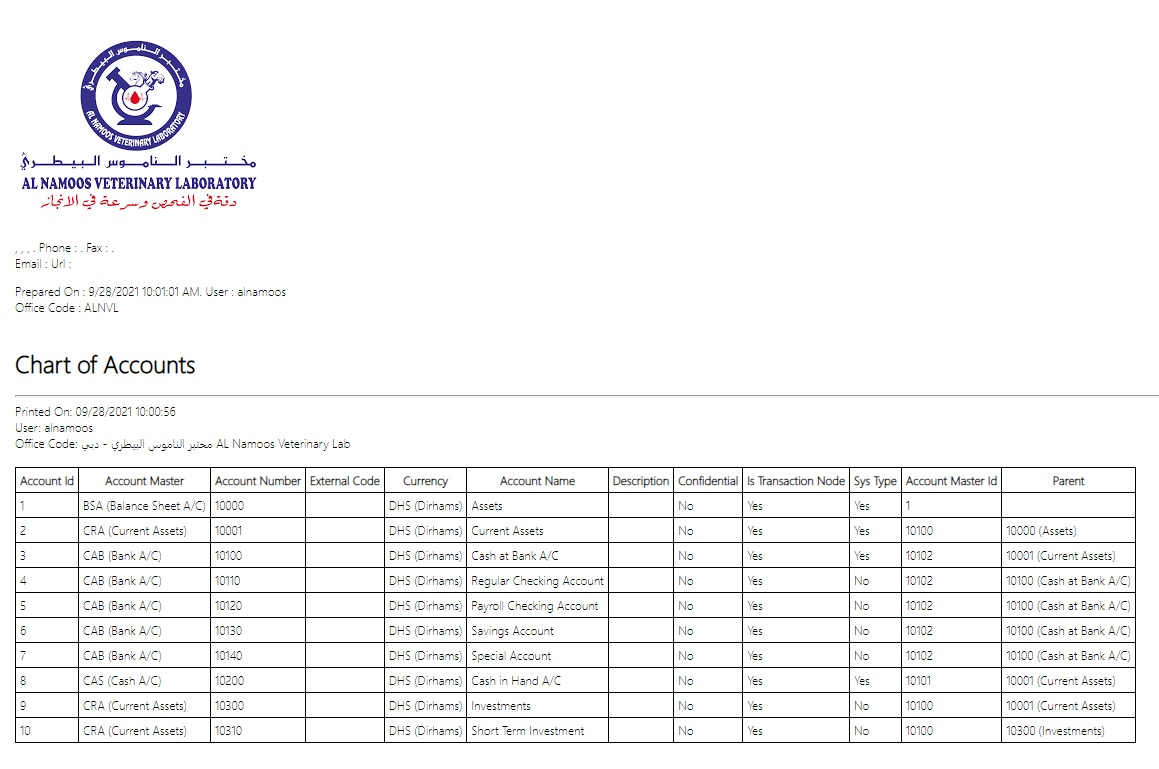 مختبر الناموس البيطري
AL NAMOOS VETERINARY LABORATORY
مختبر الناموس البيطري
AL NAMOOS VETERINARY LABORATORY
دقة في الفحص وسرعة في الانجاز
, , , . Phone : . Fax : .
Email : Url :
Prepared On : 9/28/2021 10:01:01 AM. User : alnamoos
Office Code : ALNVL
Chart of Accounts
Printed On: 09/28/2021 10:00:56
User: alnamoos
Office Code: محتبر الناموس البيطري - دبي AL Namoos Veterinary Lab
Account Id Account Master Account Number External Code Currency Account Name Description Confidential Is Transaction Node Sys Type Account Master Id Parent
1 BSA (Balance Sheet A/C) 10000 DHS (Dirhams) Assets No Yes Yes 1
2 CRA (Current Assets) 10001 DHS (Dirhams) Current Assets No Yes Yes 10100 10000 (Assets)
3 CAB (Bank A/C) 10100 DHS (Dirhams) Cash at Bank A/C No Yes Yes 10102 10001 (Current Assets)
4 CAB (Bank A/C) 10110 DHS (Dirhams) Regular Checking Account No Yes No 10102 10100 (Cash at Bank A/C)
5 CAB (Bank A/C) 10120 DHS (Dirhams) Payroll Checking Account No Yes No 10102 10100 (Cash at Bank A/C)
6 CAB (Bank A/C) 10130 DHS (Dirhams) Savings Account No Yes No 10102 10100 (Cash at Bank A/C)
7 CAB (Bank A/C) 10140 DHS (Dirhams) Special Account No Yes No 10102 10100 (Cash at Bank A/C)
8 CAS (Cash A/C) 10200 DHS (Dirhams) Cash in Hand A/C No Yes Yes 10101 10001 (Current Assets)
9 CRA (Current Assets) 10300 DHS (Dirhams) Investments No Yes No 10100 10001 (Current Assets)
10 CRA (Current Assets) 10310 DHS (Dirhams) Short Term Investment No Yes No 10100 10300 (Investments)